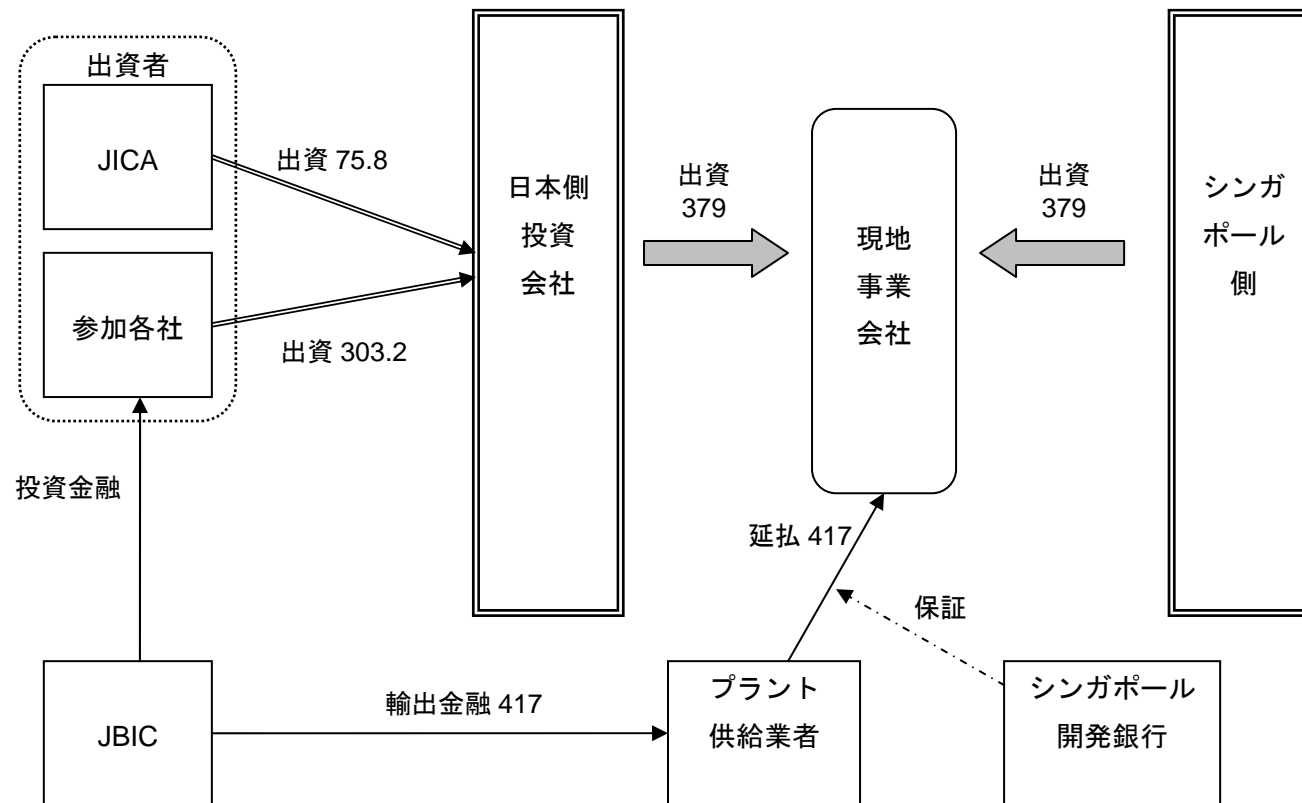 出資者
JICA
出資 75.8
参加各社
出資 303.2
日本側
投資
会社
出資
379
現地
事業
会社
出資
379
シンガ
ポール
側
投資金融
延払 417
保証
JBIC
輸出金融 417
プラント
供給業者
シンガポール
開発銀行